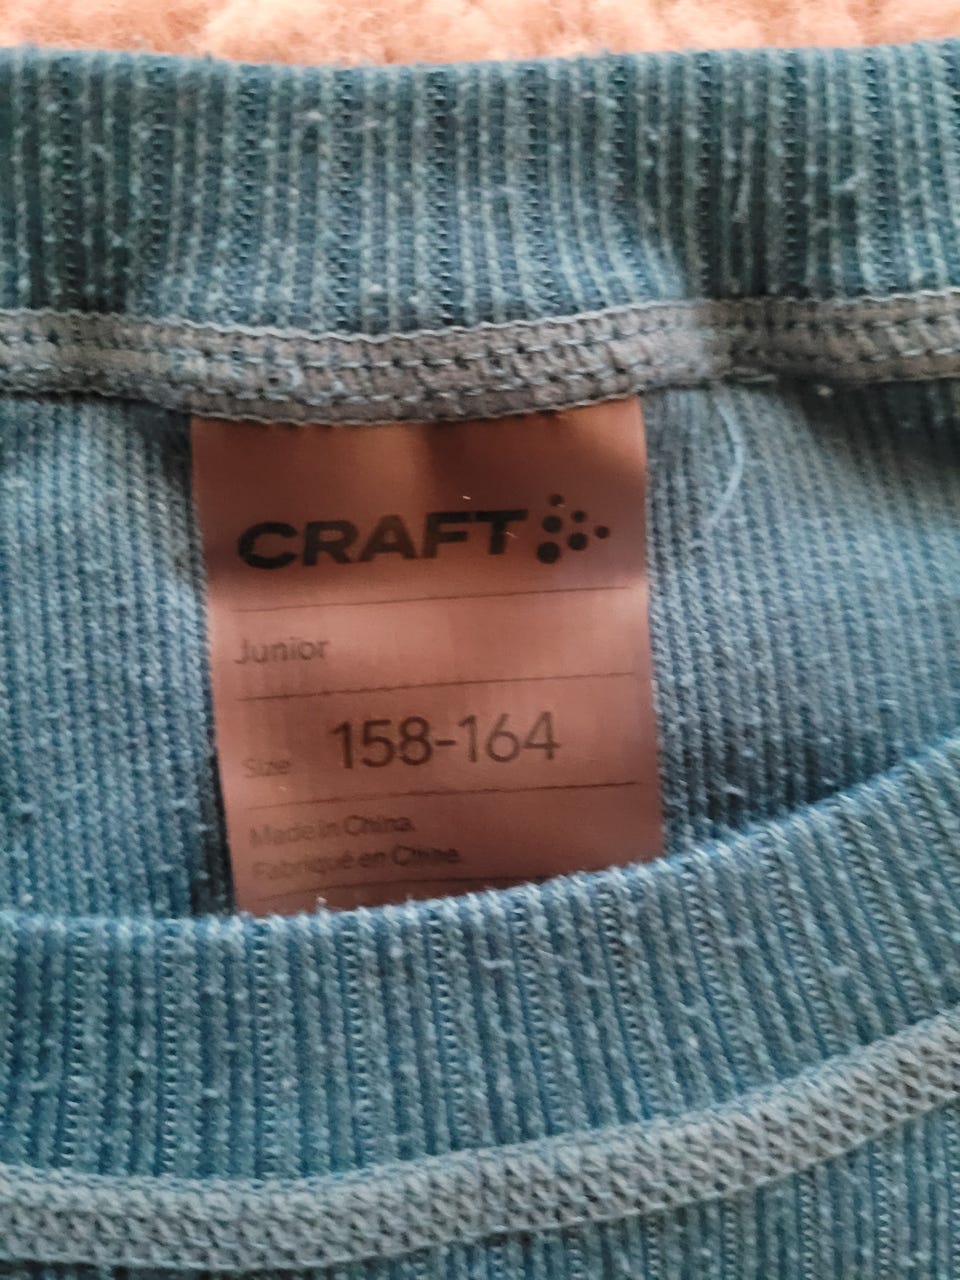 CRAFT
Junior
Size 158-164
Made in China
Fabriqué en Chine